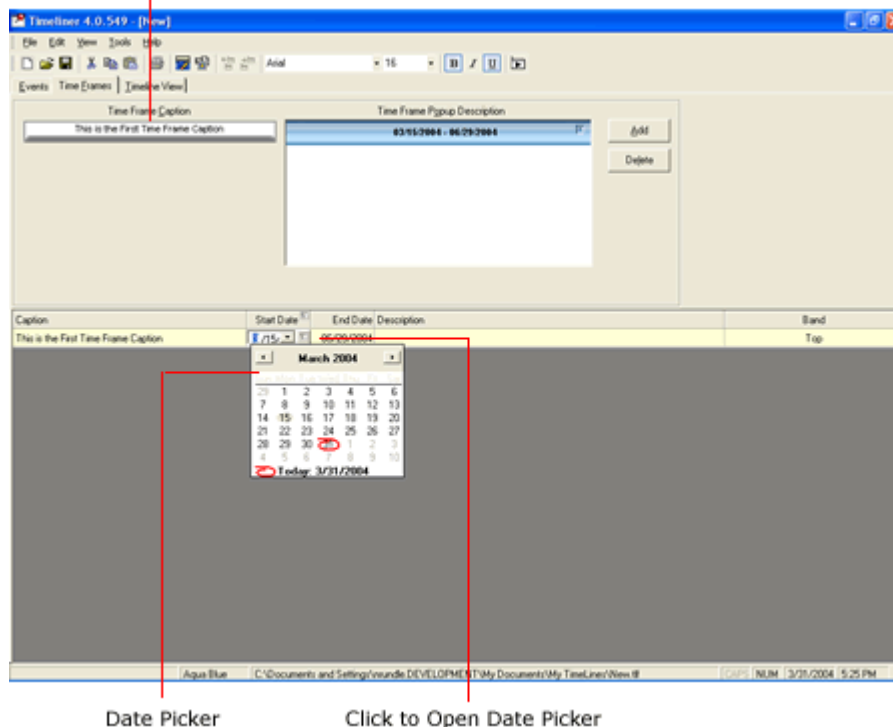 Timeliner 4.0.549 - [New]
File Edit View Tools Help
Arial 16 B I U
Events Time Frames Timeline View
Time Frame Caption Time Frame Popup Description
This is the First Time Frame Caption
03/15/2004 - 06/29/2004
Add
Delete
Caption Start Date End Date Description Band
This is the First Time Frame Caption /15/ 06/29/2004 Top
March 2004
29 1 2 3 4 5 6
7 8 9 10 11 12 13
14 15 16 17 18 19 20
21 22 23 24 25 26 27
28 29 30 31 1 2 3
4 5 6 7 8 9 10
Today: 3/31/2004
Aqua Blue C:\Documents and Settings\ DEVELOPMENT\My Documents\My TimeLines\New.tll CAPS NUM 3/31/2004 5:25 PM
Date Picker Click to Open Date Picker